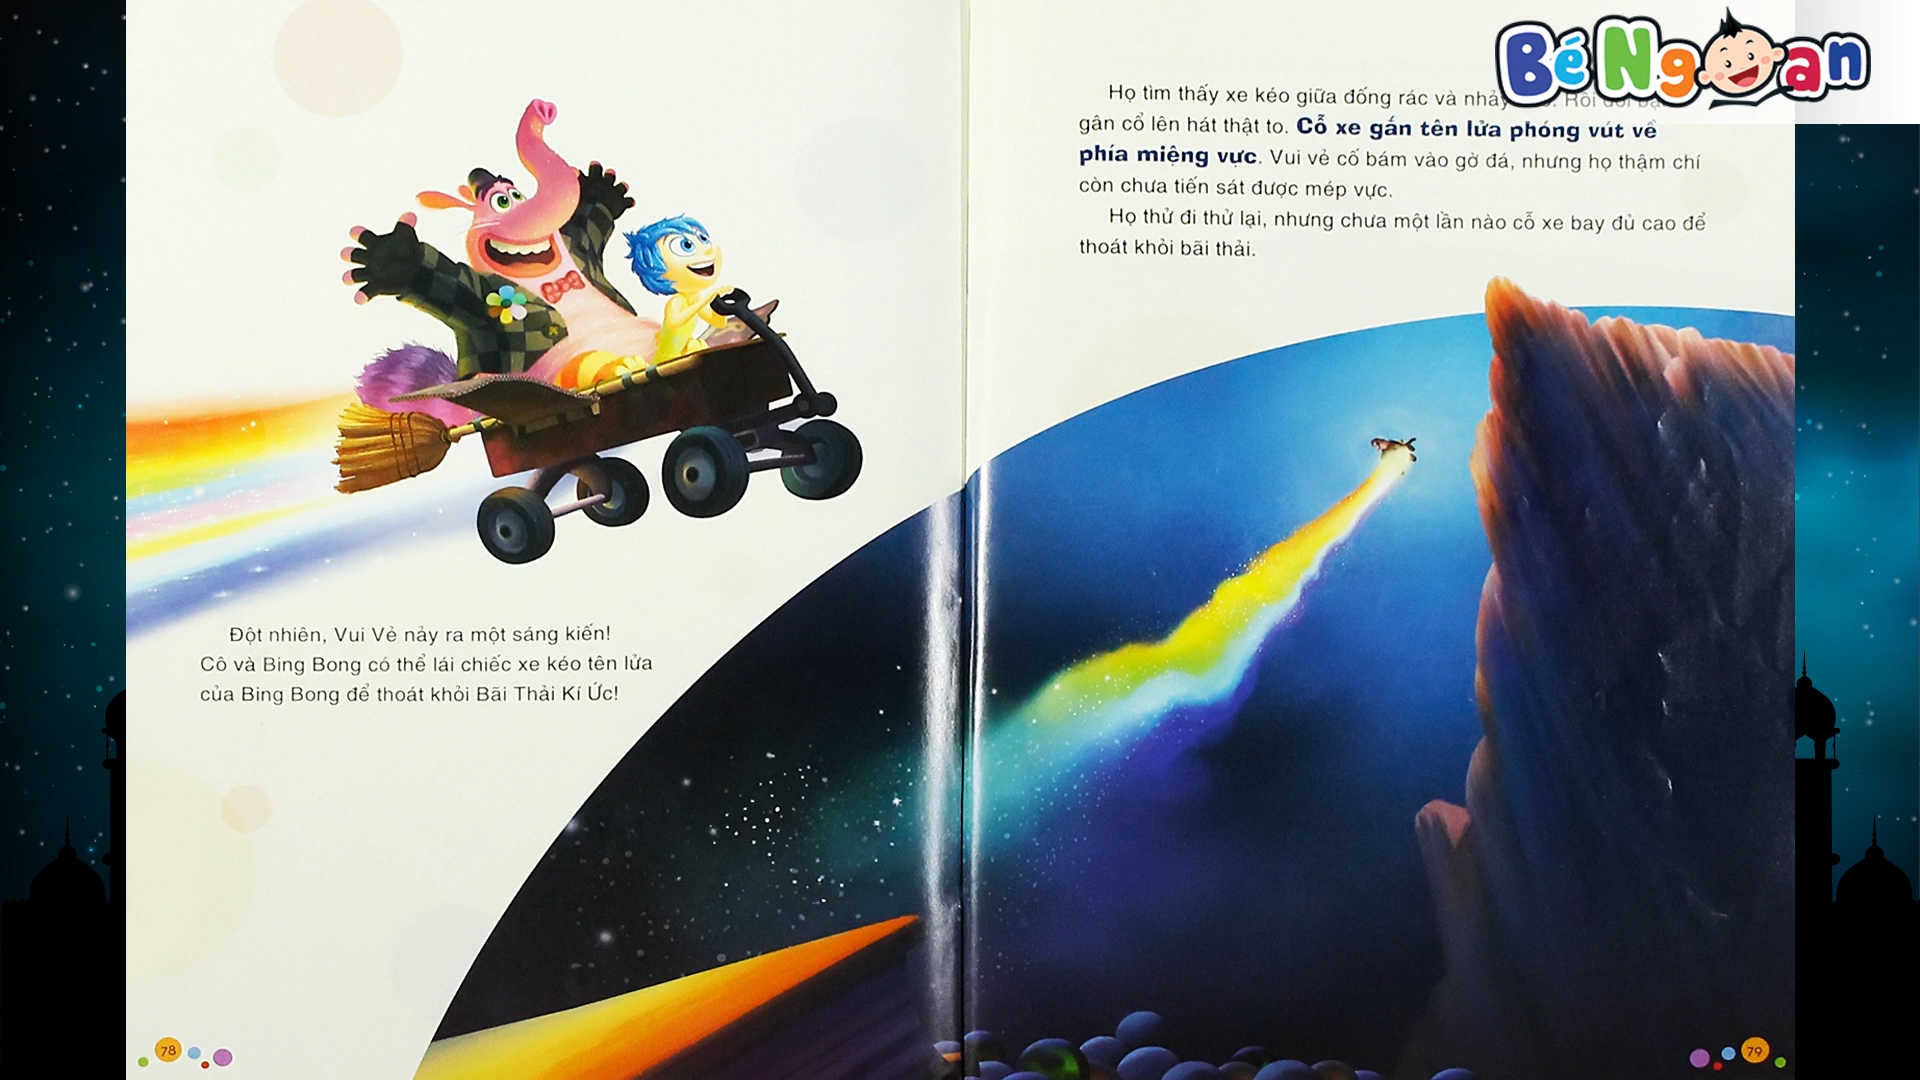 Bé Ngoan
Đột nhiên, Vui Vẻ nảy ra một sáng kiến!
Cô và Bing Bong có thể lái chiếc xe kéo tên lửa
của Bing Bong để thoát khỏi Bãi Thải Kí Ức!
78
Họ tìm thấy xe kéo giữa đống rác và nhảy
gân cổ lên hát thật to. Cỗ xe gắn tên lửa phóng vút về
phía miệng vực. Vui vẻ cố bám vào gờ đá, nhưng họ thậm chí
còn chưa tiến sát được mép vực.
Họ thử đi thử lại, nhưng chưa một lần nào cỗ xe bay đủ cao để
thoát khỏi bãi thải.
79